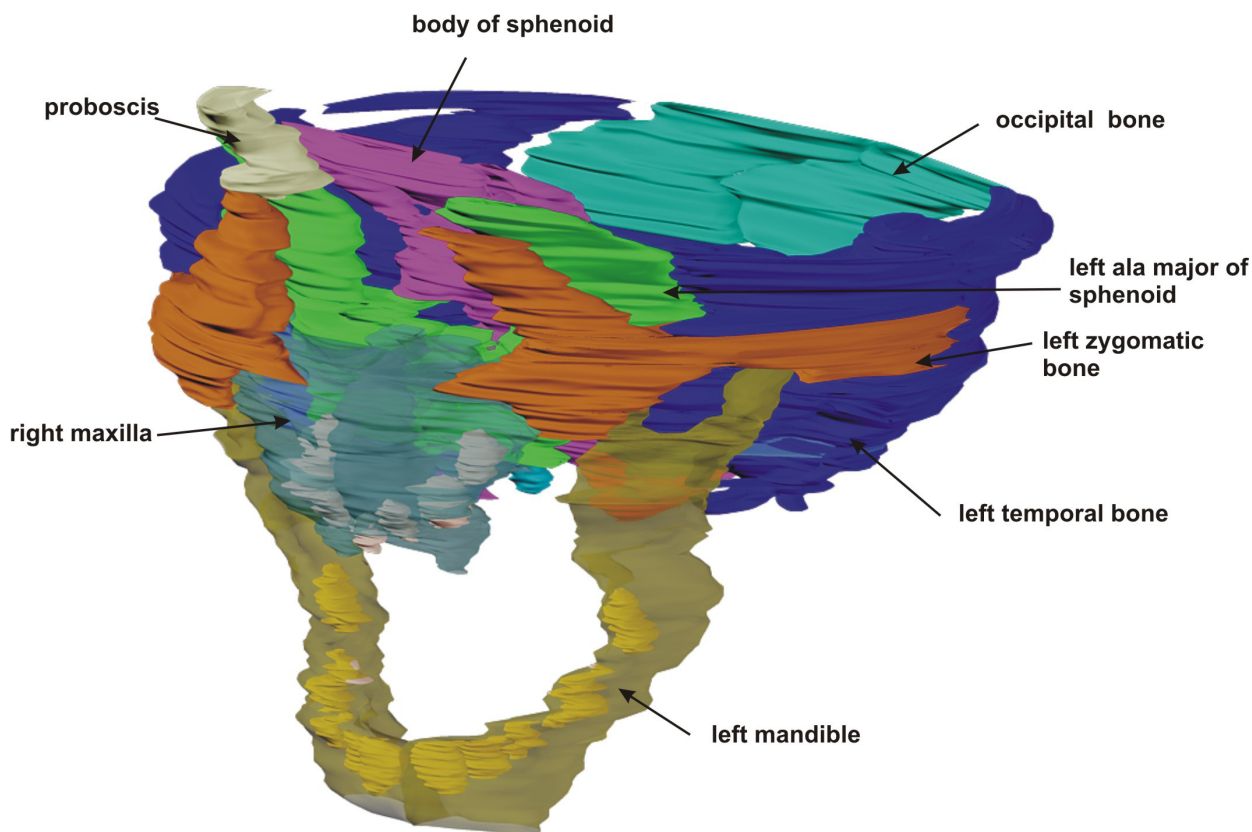 body of sphenoid
proboscis
occipital bone
left ala major of
sphenoid
left zygomatic
bone
right maxilla
left temporal bone
left mandible